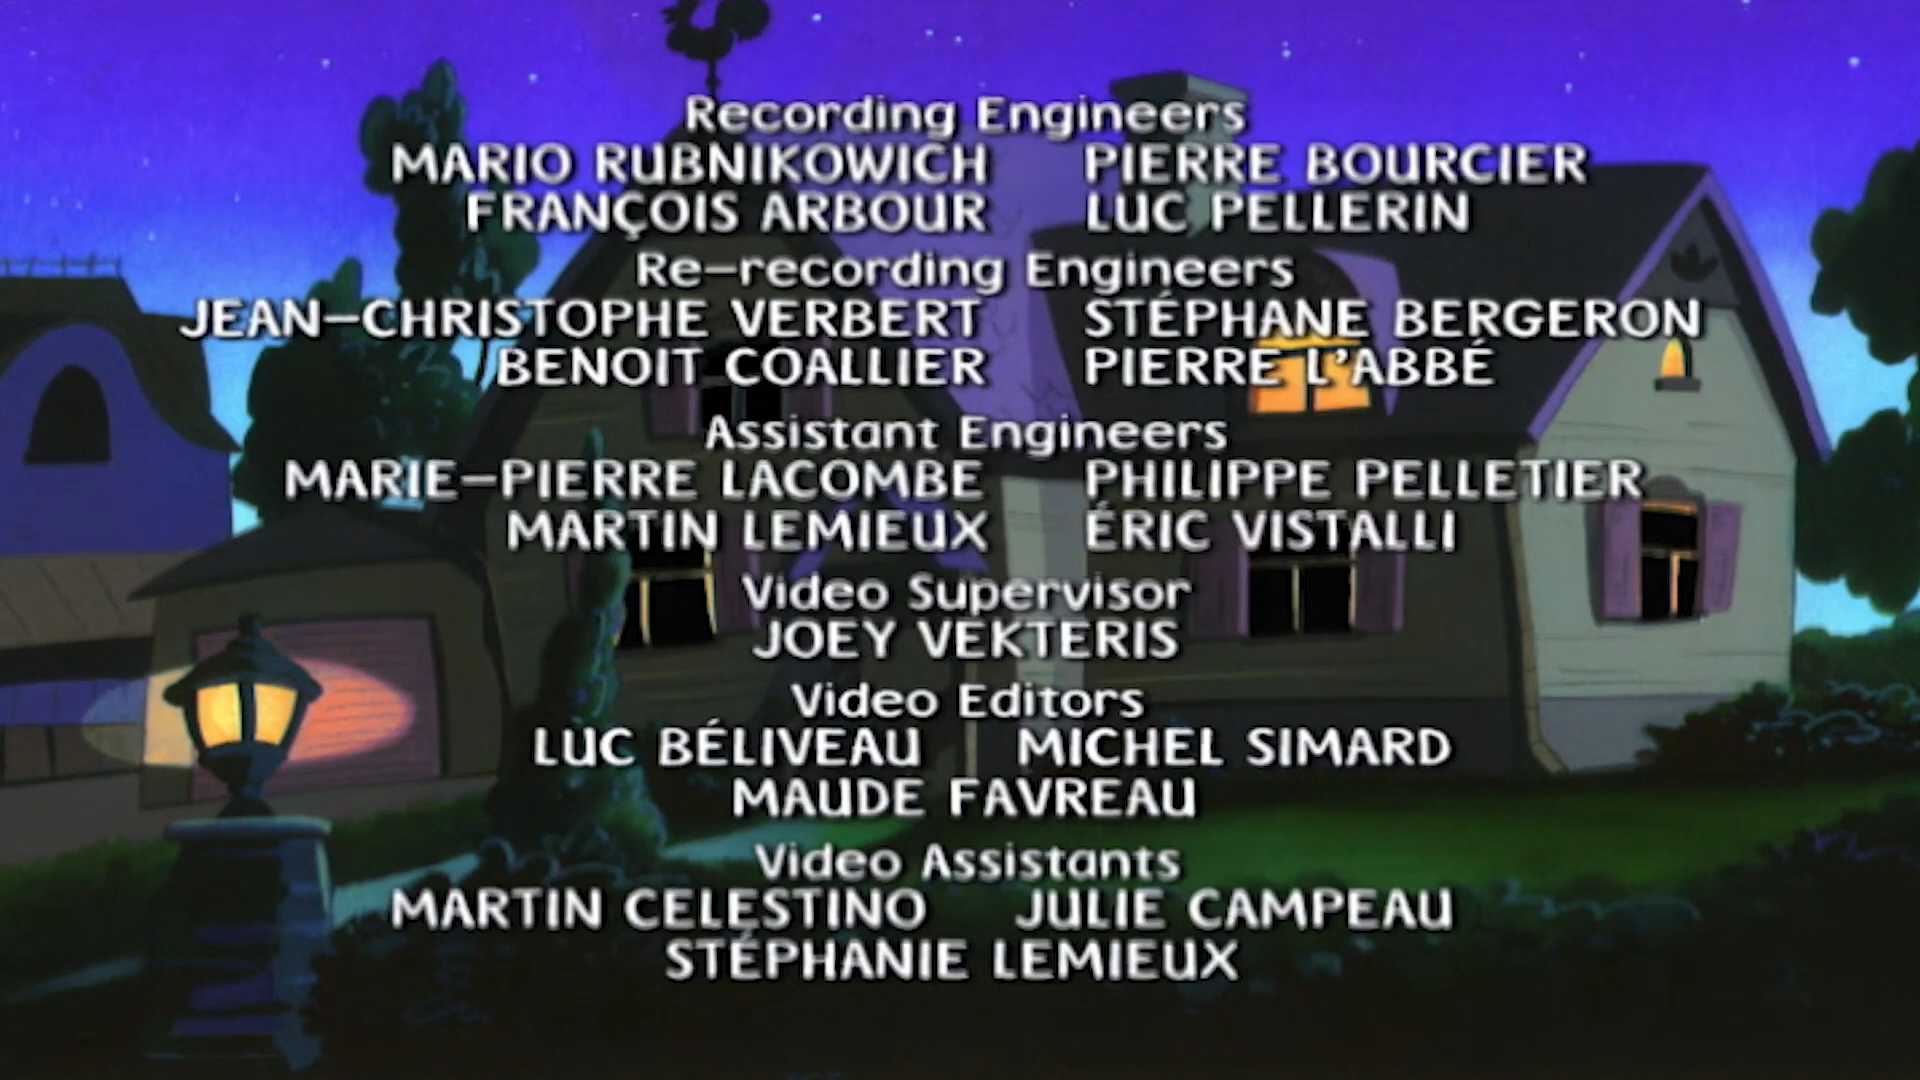 Recording Engineers
MARIO RUBNIKOWICH PIERRE BOURCIER
FRANÇOIS ARBOUR LUC PELLERIN
Re-recording Engineers
JEAN-CHRISTOPHE VERBERT STÉPHANE BERGERON
BENOIT COALLIER PIERRE L'ABBÉ
Assistant Engineers
MARIE-PIERRE LACOMBE PHILIPPE PELLETIER
MARTIN LEMIEUX ÉRIC VISTALLI
Video Supervisor
JOEY VEKTERIS
Video Editors
LUC BÉLIVEAU MICHEL SIMARD
MAUDE FAVREAU
Video Assistants
MARTIN CELESTINO JULIE CAMPEAU
STÉPHANIE LEMIEUX